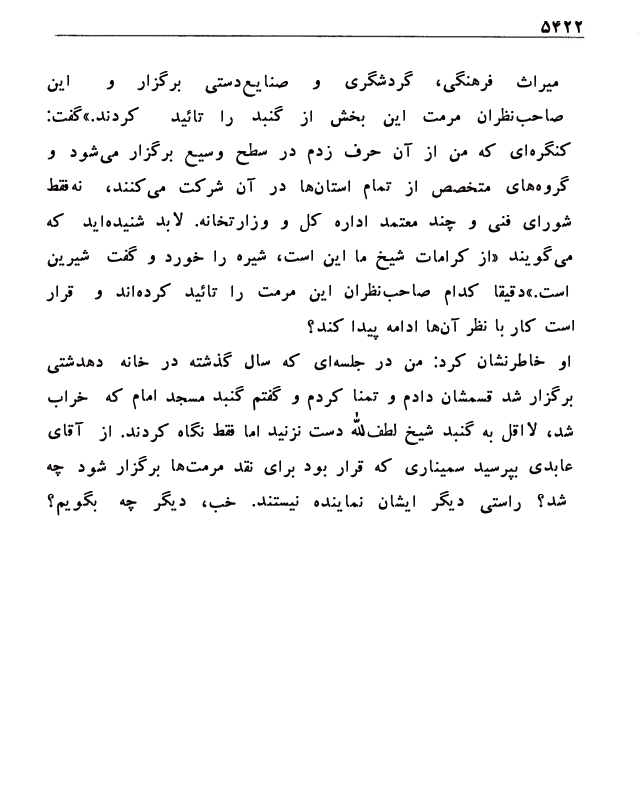 ۵۴۲۲
میراث فرهنگی، گردشگری و صنایع‌دستی برگزار و این
صاحب‌نظران مرمت این بخش از گنبد را تائید کردند.»گفت:
کنگره‌ای که من از آن حرف زدم در سطح وسیع برگزار می‌شود و
گروه‌های متخصص از تمام استان‌ها در آن شرکت می‌کنند، نه‌فقط
شورای فنی و چند معتمد اداره کل و وزارتخانه. لابد شنیده‌اید که
می‌گویند «از کرامات شیخ ما این است، شیره را خورد و گفت شیرین
است.»دقیقا کدام صاحب‌نظران این مرمت را تائید کرده‌اند و قرار
است کار با نظر آن‌ها ادامه پیدا کند؟
او خاطرنشان کرد: من در جلسه‌ای که سال گذشته در خانه دهدشتی
برگزار شد قسمشان دادم و تمنا کردم و گفتم گنبد مسجد امام که خراب
شد، لااقل به گنبد شیخ لطف‌الله دست نزنید اما فقط نگاه کردند. از آقای
عابدی بپرسید سمیناری که قرار بود برای نقد مرمت‌ها برگزار شود چه
شد؟ راستی دیگر ایشان نماینده نیستند. خب، دیگر چه بگویم؟